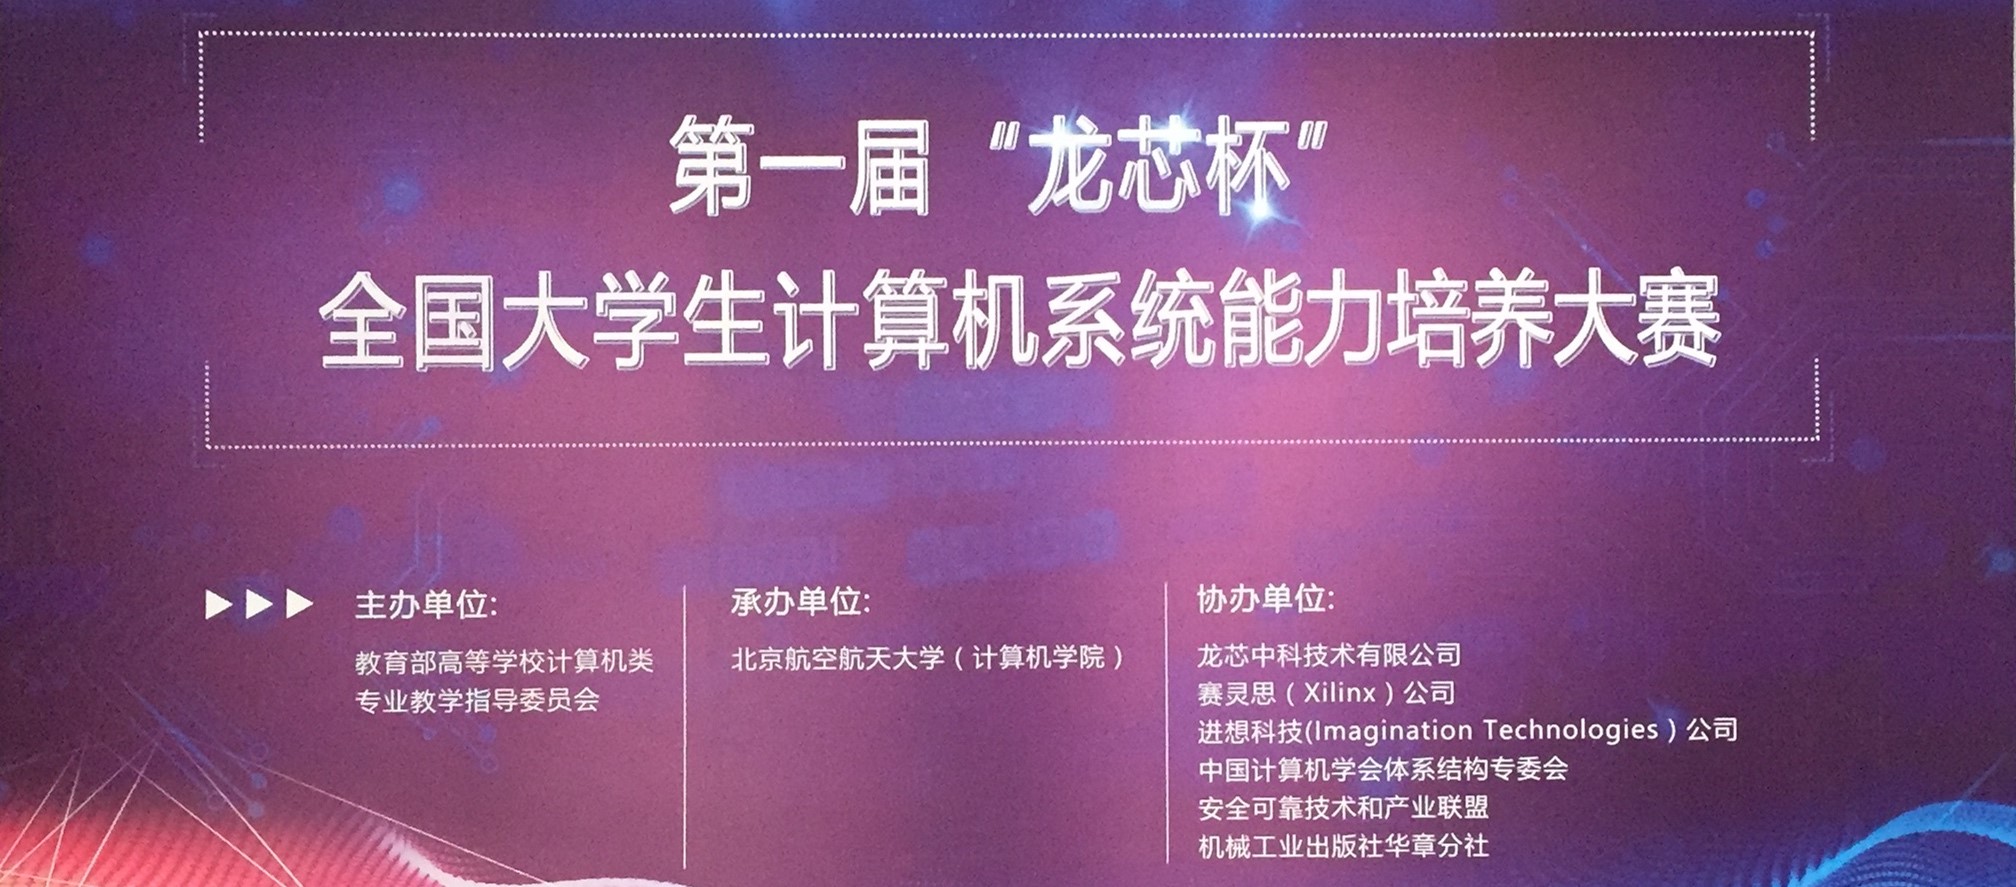 第一届 “龙芯杯”
全国大学生计算机系统能力培养大赛
主办单位:
教育部高等学校计算机类
专业教学指导委员会
承办单位:
北京航空航天大学（计算机学院）
协办单位:
龙芯中科技术有限公司
赛灵思（Xilinx）公司
进想科技(Imagination Technologies）公司
中国计算机学会体系结构专委会
安全可靠技术和产业联盟
机械工业出版社华章分社